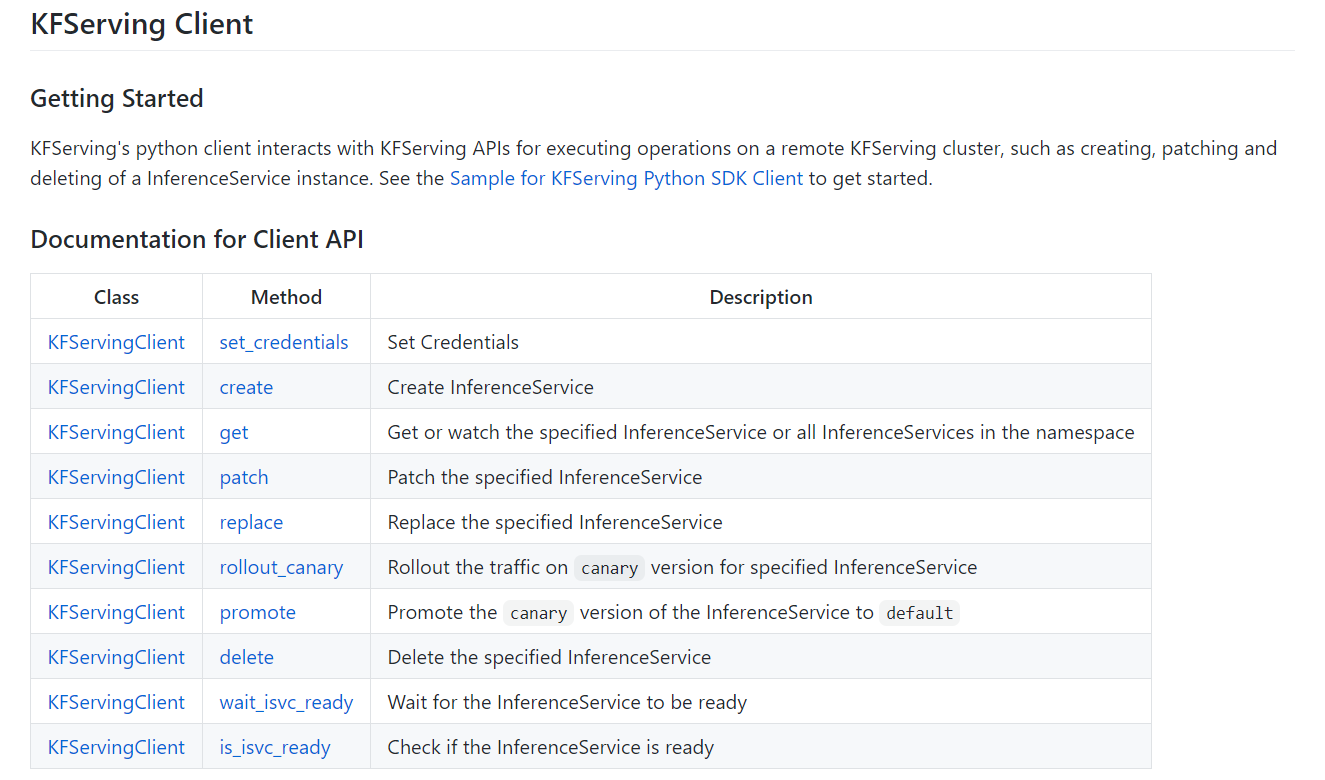 KFServing Client
Getting Started
KFServing's python client interacts with KFServing APIs for executing operations on a remote KFServing cluster, such as creating, patching and
deleting of a InferenceService instance. See the Sample for KFServing Python SDK Client to get started.
Documentation for Client API
Class Method Description
KFServingClient set_credentials Set Credentials
KFServingClient create Create InferenceService
KFServingClient get Get or watch the specified InferenceService or all InferenceServices in the namespace
KFServingClient patch Patch the specified InferenceService
KFServingClient replace Replace the specified InferenceService
KFServingClient rollout_canary Rollout the traffic on canary version for specified InferenceService
KFServingClient promote Promote the canary version of the InferenceService to default
KFServingClient delete Delete the specified InferenceService
KFServingClient wait_isvc_ready Wait for the InferenceService to be ready
KFServingClient is_isvc_ready Check if the InferenceService is ready